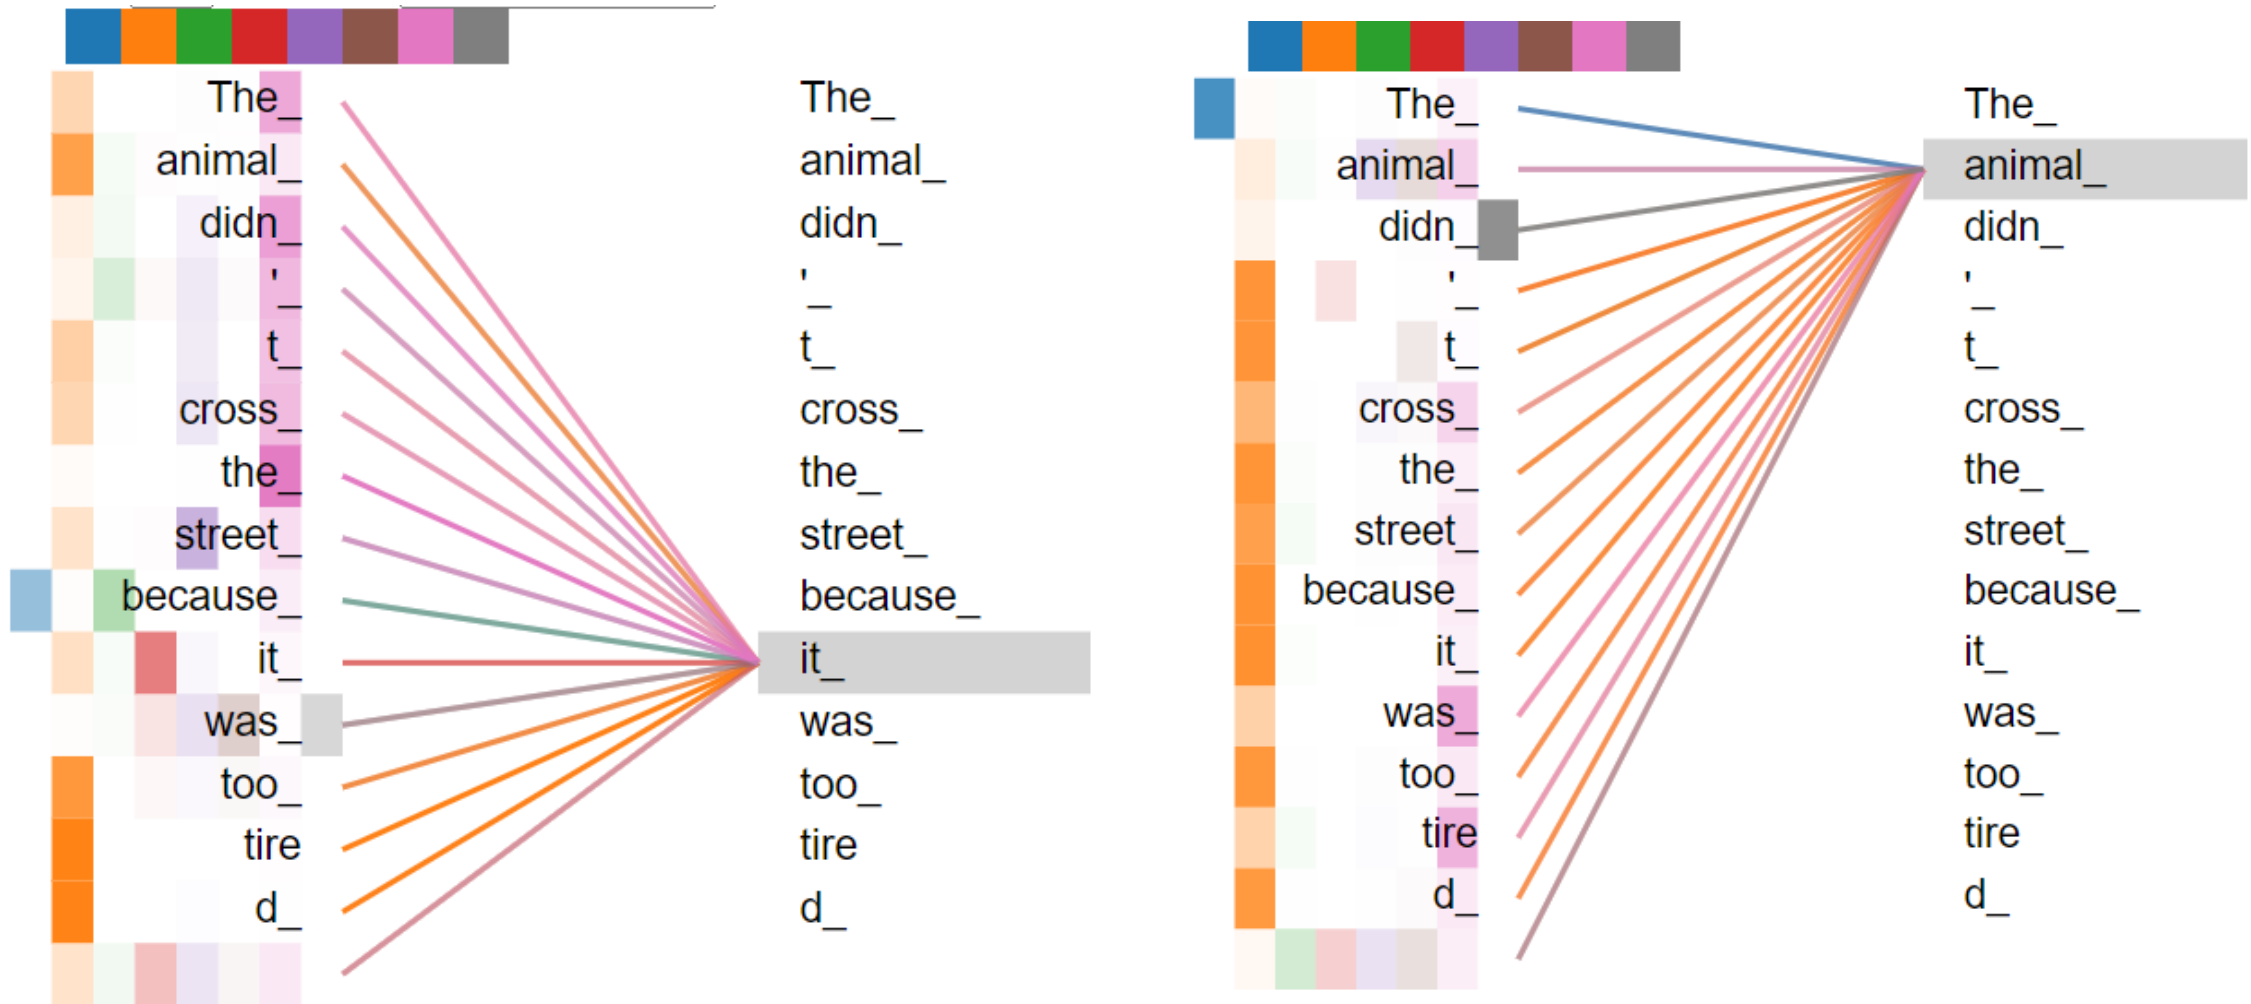 The_
animal_
didn_
'_
t_
cross_
the_
street_
because_
it_
was_
too_
tire
d_
The_
animal_
didn_
'_
t_
cross_
the_
street_
because_
it_
was_
too_
tire
d_
The_
animal_
didn_
'_
t_
cross_
the_
street_
because_
it_
was_
too_
tire
d_
The_
animal_
didn_
'_
t_
cross_
the_
street_
because_
it_
was_
too_
tire
d_